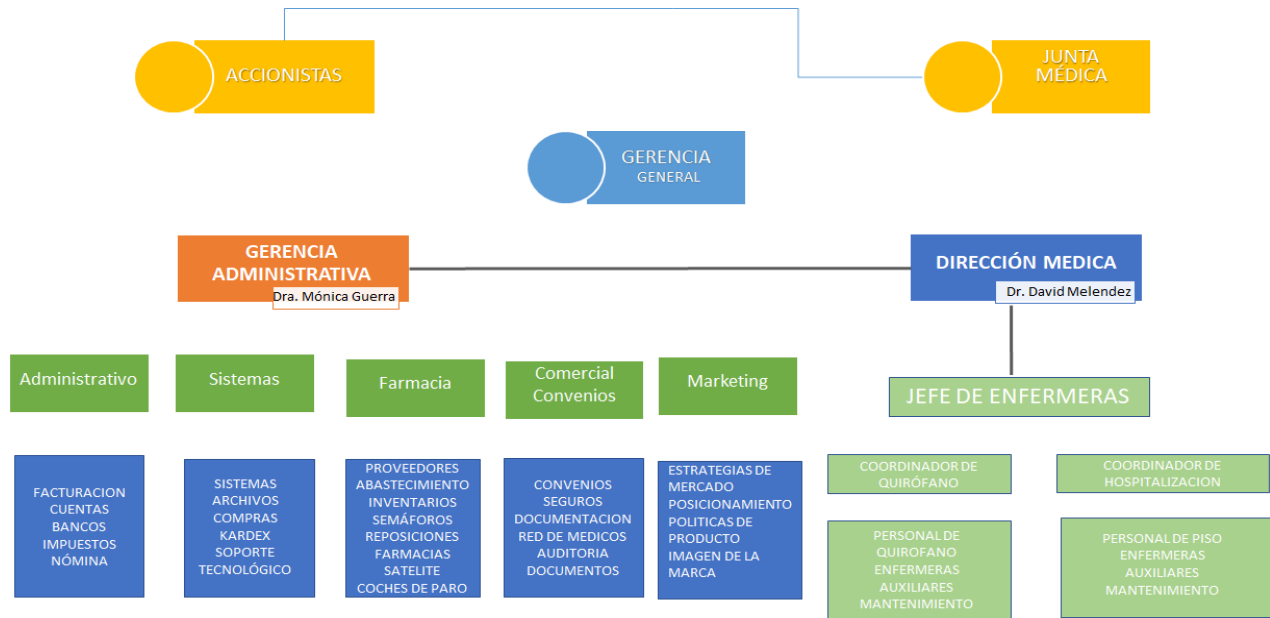 ACCIONISTAS
JUNTA
MÉDICA
GERENCIA
GENERAL
GERENCIA
ADMINISTRATIVA
Dra. Mónica Guerra
DIRECCIÓN MEDICA
Dr. David Melendez
Administrativo
Sistemas
Farmacia
Comercial
Convenios
Marketing
JEFE DE ENFERMERAS
FACTURACION
CUENTAS
BANCOS
IMPUESTOS
NÓMINA
SISTEMAS
ARCHIVOS
COMPRAS
KARDEX
SOPORTE
TECNOLÓGICO
PROVEEDORES
ABASTECIMIENTO
INVENTARIOS
SEMÁFOROS
REPOSICIONES
FARMACIAS
SATELITE
COCHES DE PARO
CONVENIOS
SEGUROS
DOCUMENTACION
RED DE MEDICOS
AUDITORIA
DOCUMENTOS
ESTRATEGIAS DE
MERCADO
POSICIONAMIENTO
POLITICAS DE
PRODUCTO
IMAGEN DE LA
MARCA
COORDINADOR DE
QUIRÓFANO
COORDINADOR DE
HOSPITALIZACION
PERSONAL DE
QUIROFANO
ENFERMERAS
AUXILIARES
MANTENIMIENTO
PERSONAL DE PISO
ENFERMERAS
AUXILIARES
MANTENIMIENTO